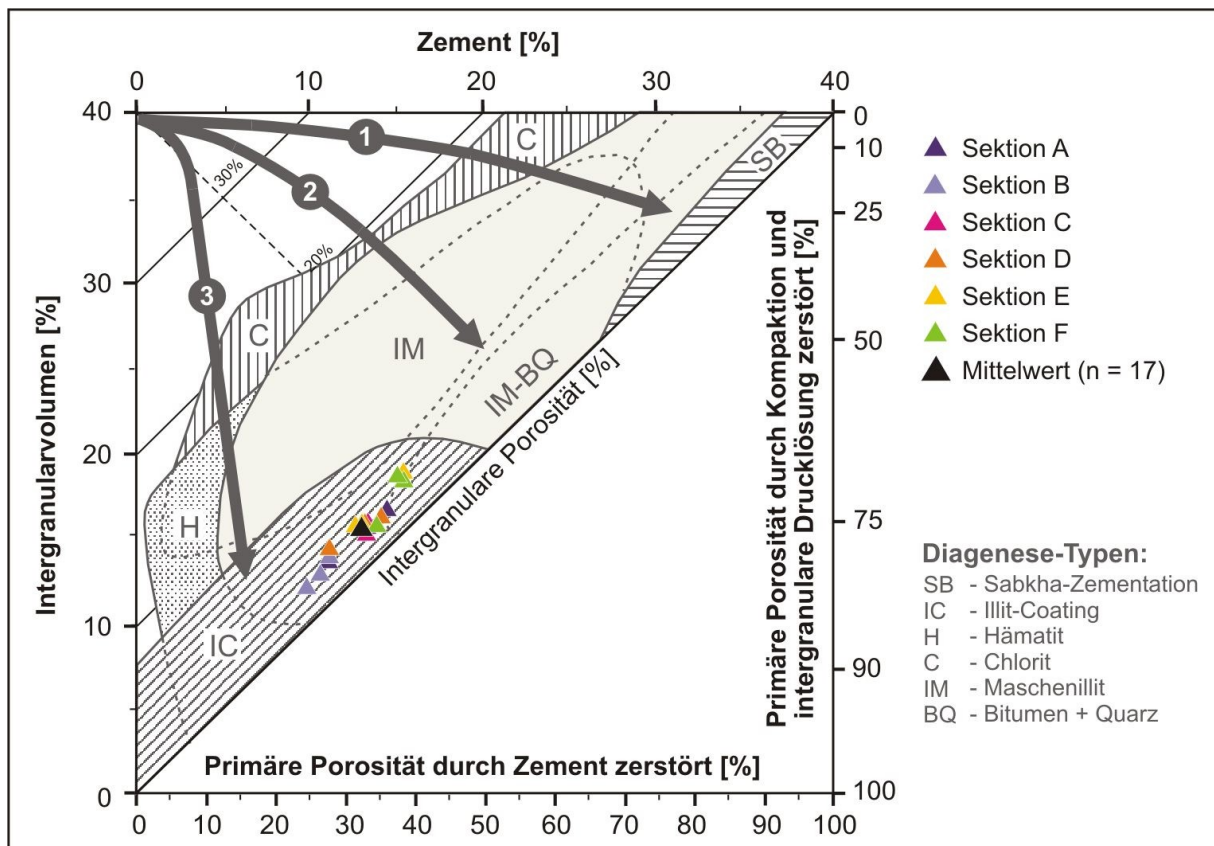 Zement [%]
0 10 20 30 40
40
30
20
10
0
Intergranularvolumen [%]
1
2
3
30%
20%
C
C
SB
IM
IM-BQ
H
IC
Intergranulare Porosität [%]
0
10
25
50
75
90
100
Primäre Porosität durch Kompaktion und
intergranulare Drucklösung zerstört [%]
Primäre Porosität durch Zement zerstört [%]
0 10 20 30 40 50 60 70 80 90 100
Sektion A
Sektion B
Sektion C
Sektion D
Sektion E
Sektion F
Mittelwert (n = 17)
Diagenese-Typen:
SB - Sabkha-Zementation
IC - Illit-Coating
H - Hämatit
C - Chlorit
IM - Maschenillit
BQ - Bitumen + Quarz